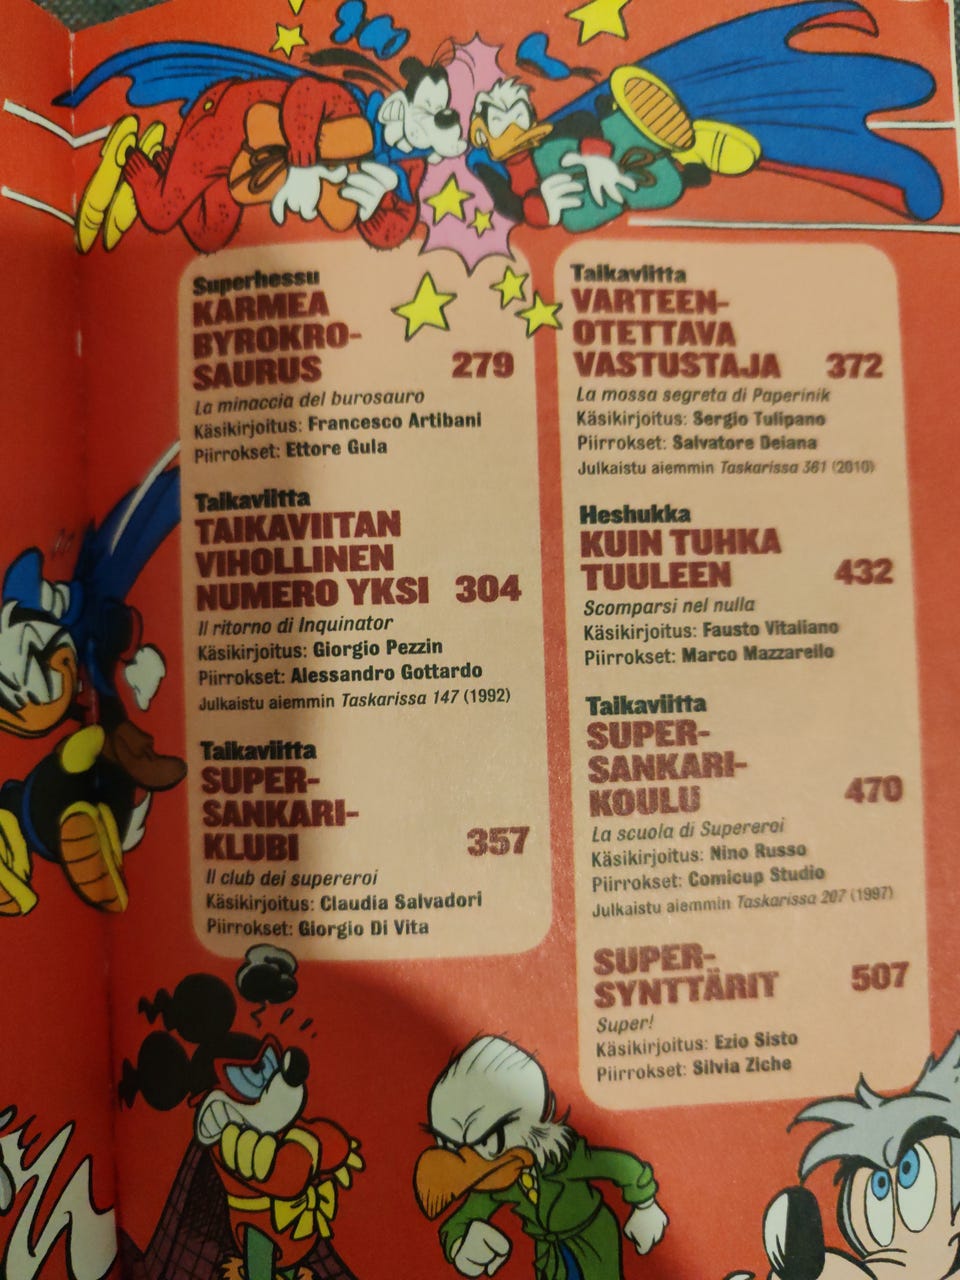 Superhessu
KARMEA
BYROKRO-
SAURUS 279
La minaccia del burosauro
Käsikirjoitus: Francesco Artibani
Piirrokset: Ettore Gula
Taikaviitta
TAIKAVIITAN
VIHOLLINEN
NUMERO YKSI 304
Il ritorno di Inquinator
Käsikirjoitus: Giorgio Pezzin
Piirrokset: Alessandro Gottardo
Julkaistu aiemmin Taskarissa 147 (1992)
Taikaviitta
SUPER-
SANKARI-
KLUBI 357
Il club dei supereroi
Käsikirjoitus: Claudia Salvadori
Piirrokset: Giorgio Di Vita
Taikaviitta
VARTEEN-
OTETTAVA
VASTUSTAJA 372
La mossa segreta di Paperinik
Käsikirjoitus: Sergio Tulipano
Piirrokset: Salvatore Deiana
Julkaistu aiemmin Taskarissa 361 (2010)
Heshukka
KUIN TUHKA
TUULEEN 432
Scomparsi nel nulla
Käsikirjoitus: Fausto Vitaliano
Piirrokset: Marco Mazzarello
Taikaviitta
SUPER-
SANKARI-
KOULU 470
La scuola di Supereroi
Käsikirjoitus: Nino Russo
Piirrokset: Comicup Studio
Julkaistu aiemmin Taskarissa 207 (1997)
SUPER-
SYNTTÄRIT 507
Super!
Käsikirjoitus: Ezio Sisto
Piirrokset: Silvia Ziche